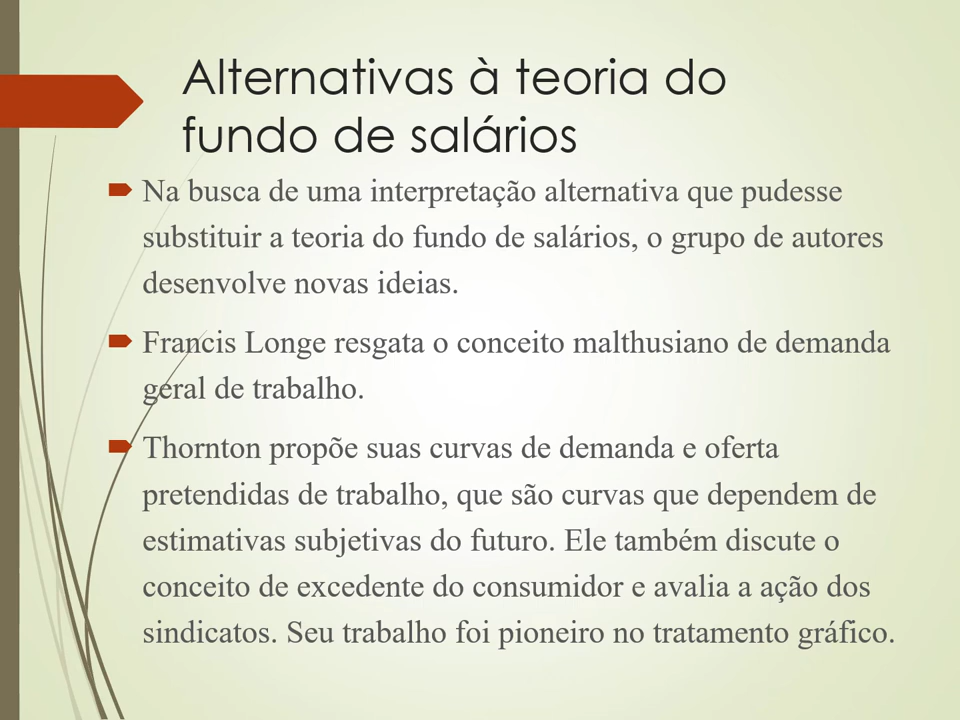 Alternativas à teoria do
fundo de salários
Na busca de uma interpretação alternativa que pudesse
substituir a teoria do fundo de salários, o grupo de autores
desenvolve novas ideias.
Francis Longe resgata o conceito malthusiano de demanda
geral de trabalho.
Thornton propõe suas curvas de demanda e oferta
pretendidas de trabalho, que são curvas que dependem de
estimativas subjetivas do futuro. Ele também discute o
conceito de excedente do consumidor e avalia a ação dos
sindicatos. Seu trabalho foi pioneiro no tratamento gráfico.